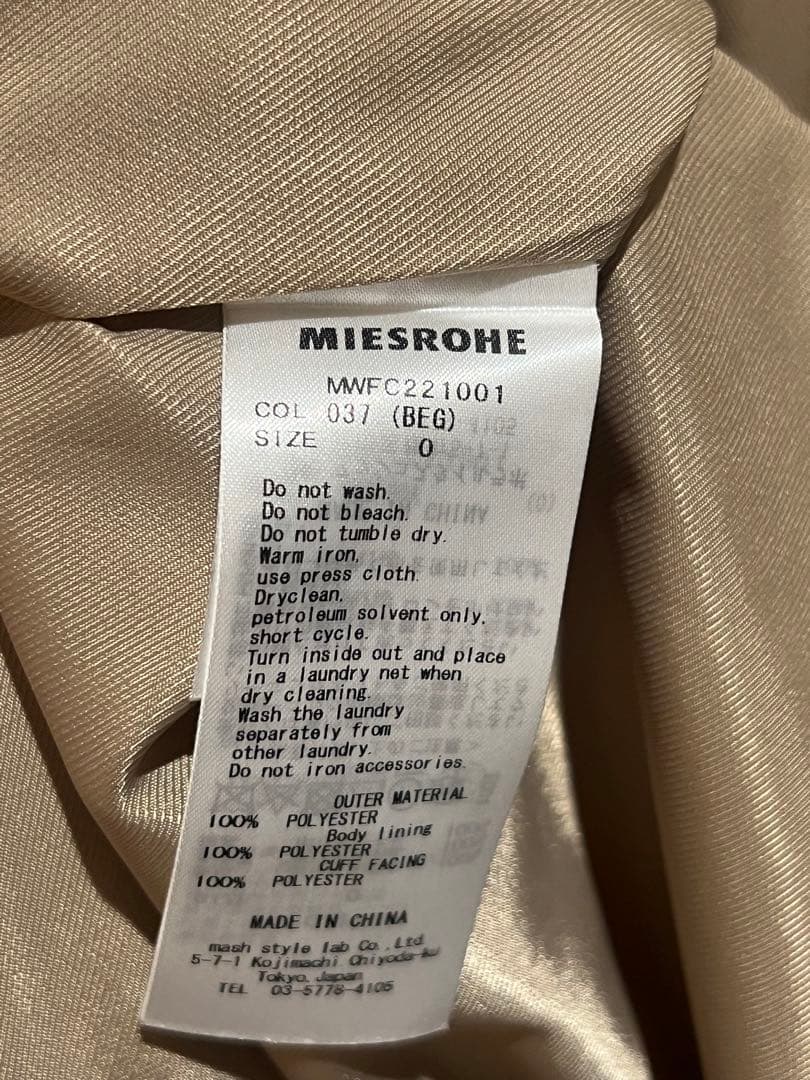 MIESROHE
MWFC221001
COL 037 (BEG)
SIZE 0
Do not wash.
Do not bleach.
Do not tumble dry.
Warm iron,
use press cloth.
Dryclean,
petroleum solvent only,
short cycle.
Turn inside out and place
in a laundry net when
dry cleaning.
Wash the laundry
separately from
other laundry.
Do not iron accessories.
OUTER MATERIAL
100% POLYESTER
Body lining
100% POLYESTER
CUFF FACING
100% POLYESTER
MADE IN CHINA
mash style lab Co.,Ltd
5-7-1 Kojimachi Chiyoda-ku
Tokyo, Japan
TEL 03-5778-4105